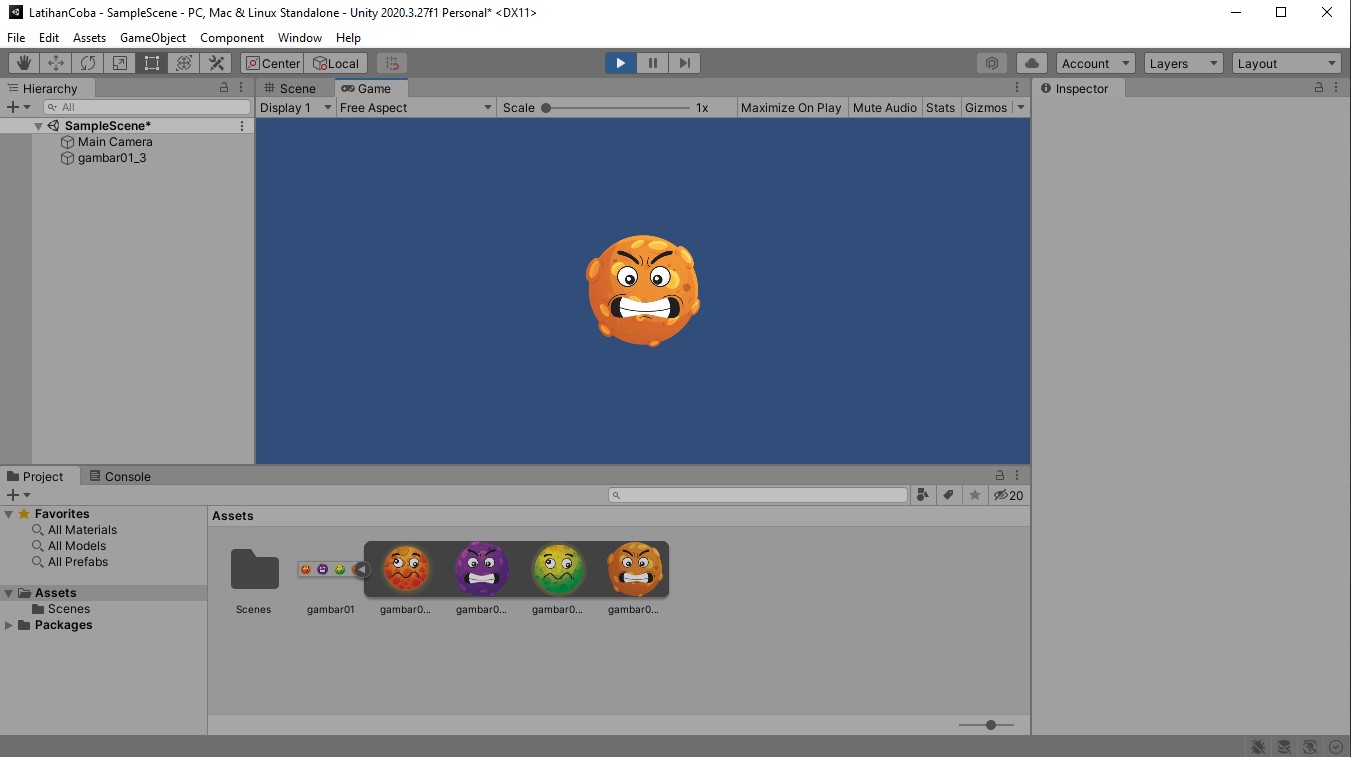 LatihanCoba - SampleScene - PC, Mac & Linux Standalone - Unity 2020.3.27f1 Personal* <DX11>
File Edit Assets GameObject Component Window Help
Center Local Account Layers Layout
Hierarchy Scene Game Inspector
All Display 1 Free Aspect Scale 1x Maximize On Play Mute Audio Stats Gizmos
SampleScene*
Main Camera
gambar01_3
Project Console
20
Favorites Assets
All Materials
All Models
All Prefabs
Assets
Scenes
Packages
Scenes gambar01 gambar0... gambar0... gambar0... gambar0...